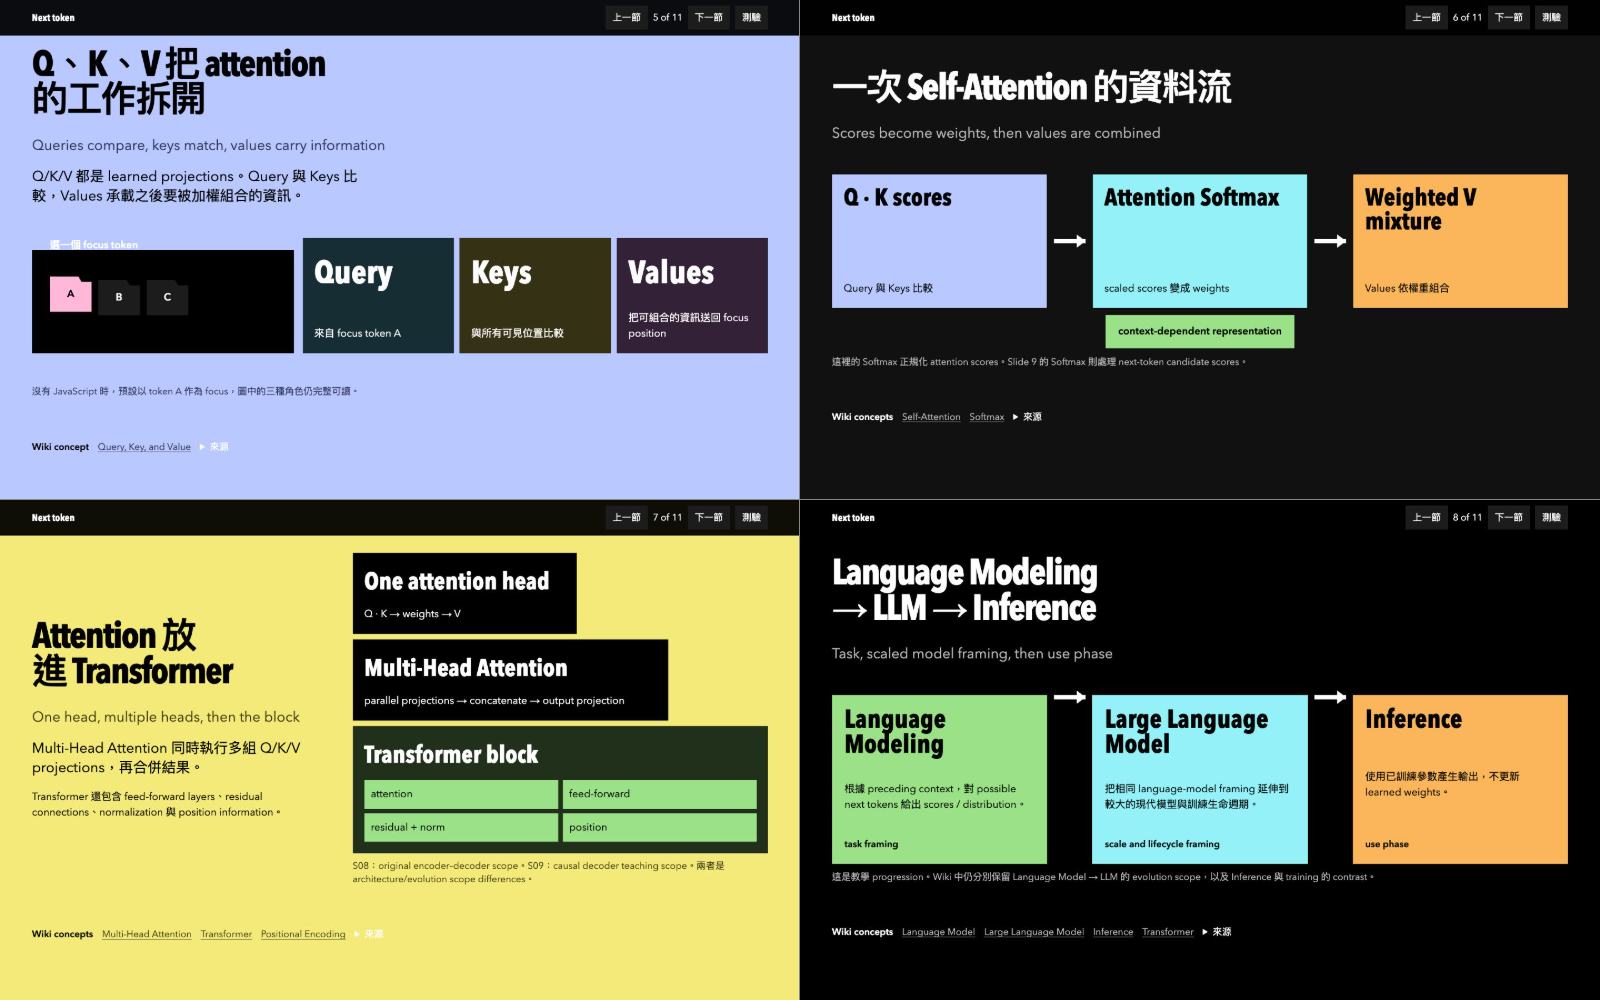 Next token
上一節 5 of 11 下一節 測驗
Q、K、V 把 attention
的工作拆開
Queries compare, keys match, values carry information
Q/K/V 都是 learned projections。Query 與 Keys 比
較，Values 承載之後要被加權組合的資訊。
選一個 focus token
A B C
Query
來自 focus token A
Keys
與所有可見位置比較
Values
把可組合的資訊送回 focus
position
沒有 JavaScript 時，預設以 token A 作為 focus，圖中的三種角色仍完整可讀。
Wiki concept Query, Key, and Value ▶ 來源
Next token
上一節 6 of 11 下一節 測驗
一次 Self-Attention 的資料流
Scores become weights, then values are combined
Q · K scores
Query 與 Keys 比較
Attention Softmax
scaled scores 變成 weights
Weighted V
mixture
Values 依權重組合
context-dependent representation
這裡的 Softmax 正規化 attention scores。Slide 9 的 Softmax 則處理 next-token candidate scores。
Wiki concepts Self-Attention Softmax ▶ 來源
Next token
上一節 7 of 11 下一節 測驗
Attention 放
進 Transformer
One head, multiple heads, then the block
Multi-Head Attention 同時執行多組 Q/K/V
projections，再合併結果。
Transformer 還包含 feed-forward layers、residual
connections、normalization 與 position information。
One attention head
Q · K → weights → V
Multi-Head Attention
parallel projections → concatenate → output projection
Transformer block
attention
feed-forward
residual + norm
position
S08：original encoder-decoder scope。S09：causal decoder teaching scope。兩者是
architecture/evolution scope differences。
Wiki concepts Multi-Head Attention Transformer Positional Encoding ▶ 來源
Next token
上一節 8 of 11 下一節 測驗
Language Modeling
→ LLM → Inference
Task, scaled model framing, then use phase
Language
Modeling
根據 preceding context，對 possible
next tokens 給出 scores / distribution。
task framing
Large Language
Model
把相同 language-model framing 延伸到
較大的現代模型與訓練生命週期。
scale and lifecycle framing
Inference
使用已訓練參數產生輸出，不更新
learned weights。
use phase
這是教學 progression。Wiki 中仍分別保留 Language Model → LLM 的 evolution scope，以及 Inference 與 training 的 contrast。
Wiki concepts Language Model Large Language Model Inference Transformer ▶ 來源